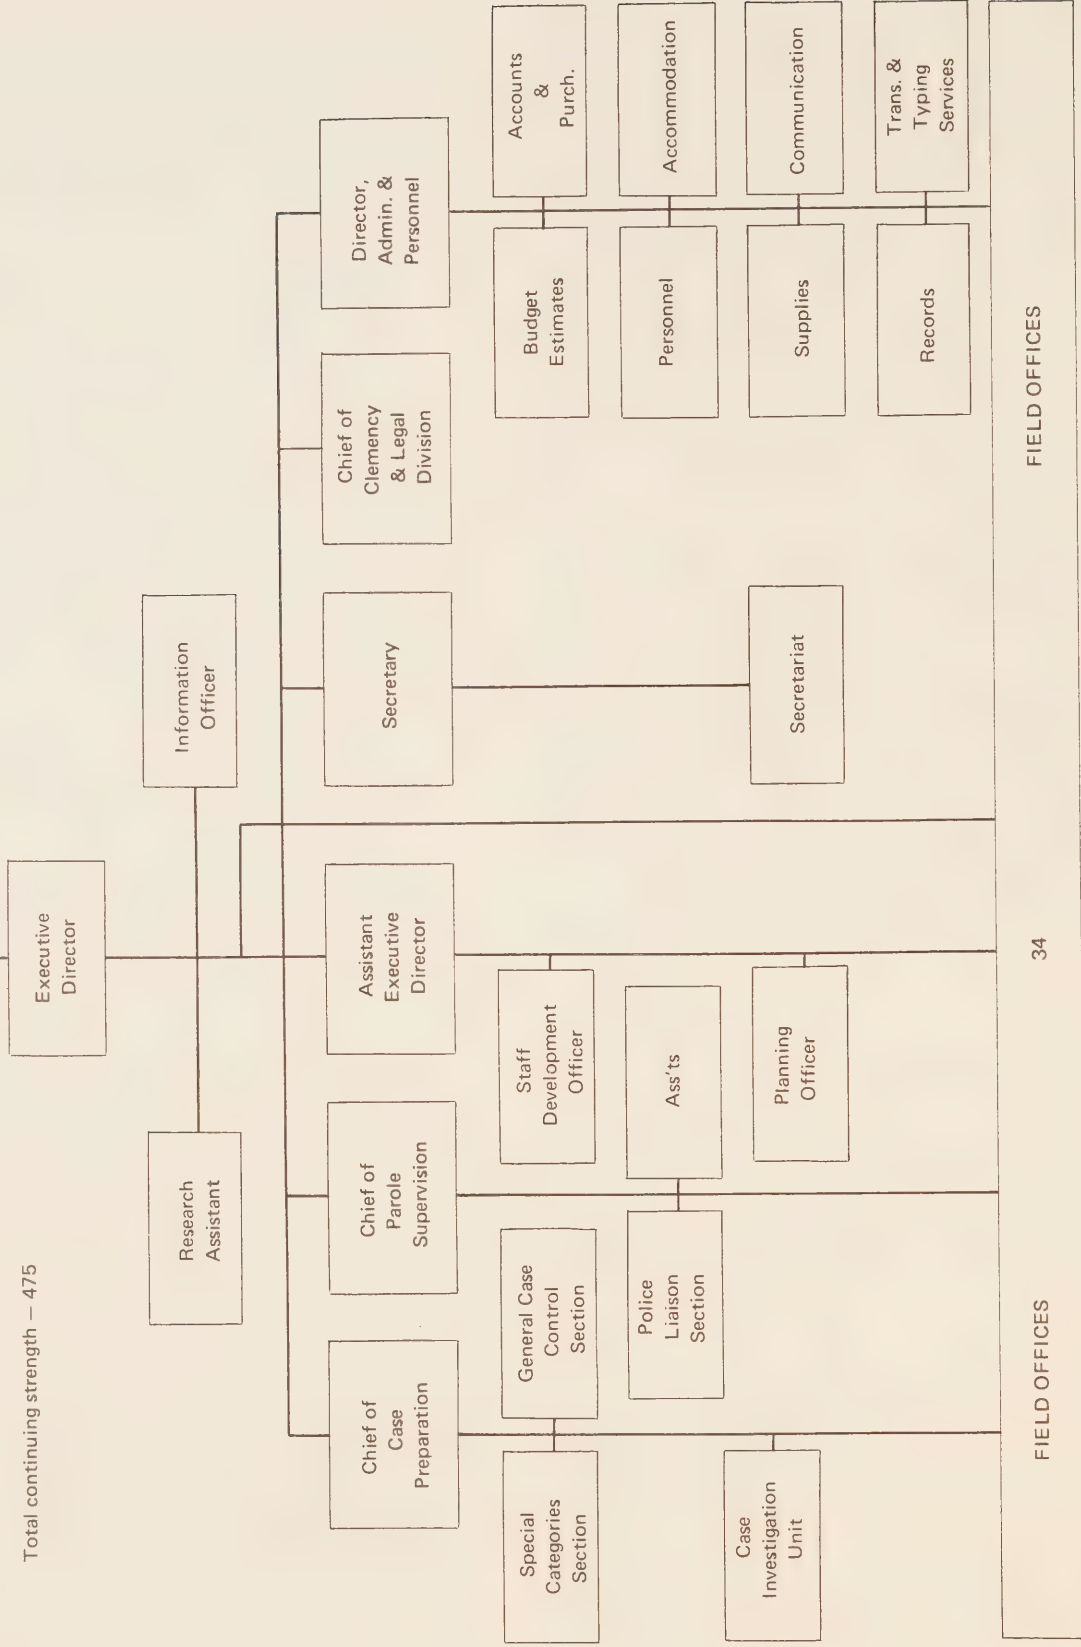 Total continuing strength — 475
Executive
Director
Research
Assistant
Information
Officer
Chief of
Case
Preparation
Chief of
Parole
Supervision
Assistant
Executive
Director
Secretary
Chief of
Clemency
& Legal
Division
Director,
Admin. &
Personnel
Special
Categories
Section
General Case
Control
Section
Staff
Development
Officer
Budget
Estimates
Accounts
&
Purch.
Police
Liaison
Section
Ass'ts
Personnel
Accommodation
Case
Investigation
Unit
Planning
Officer
Secretariat
Supplies
Communication
Records
Trans. &
Typing
Services
FIELD OFFICES
34
FIELD OFFICES